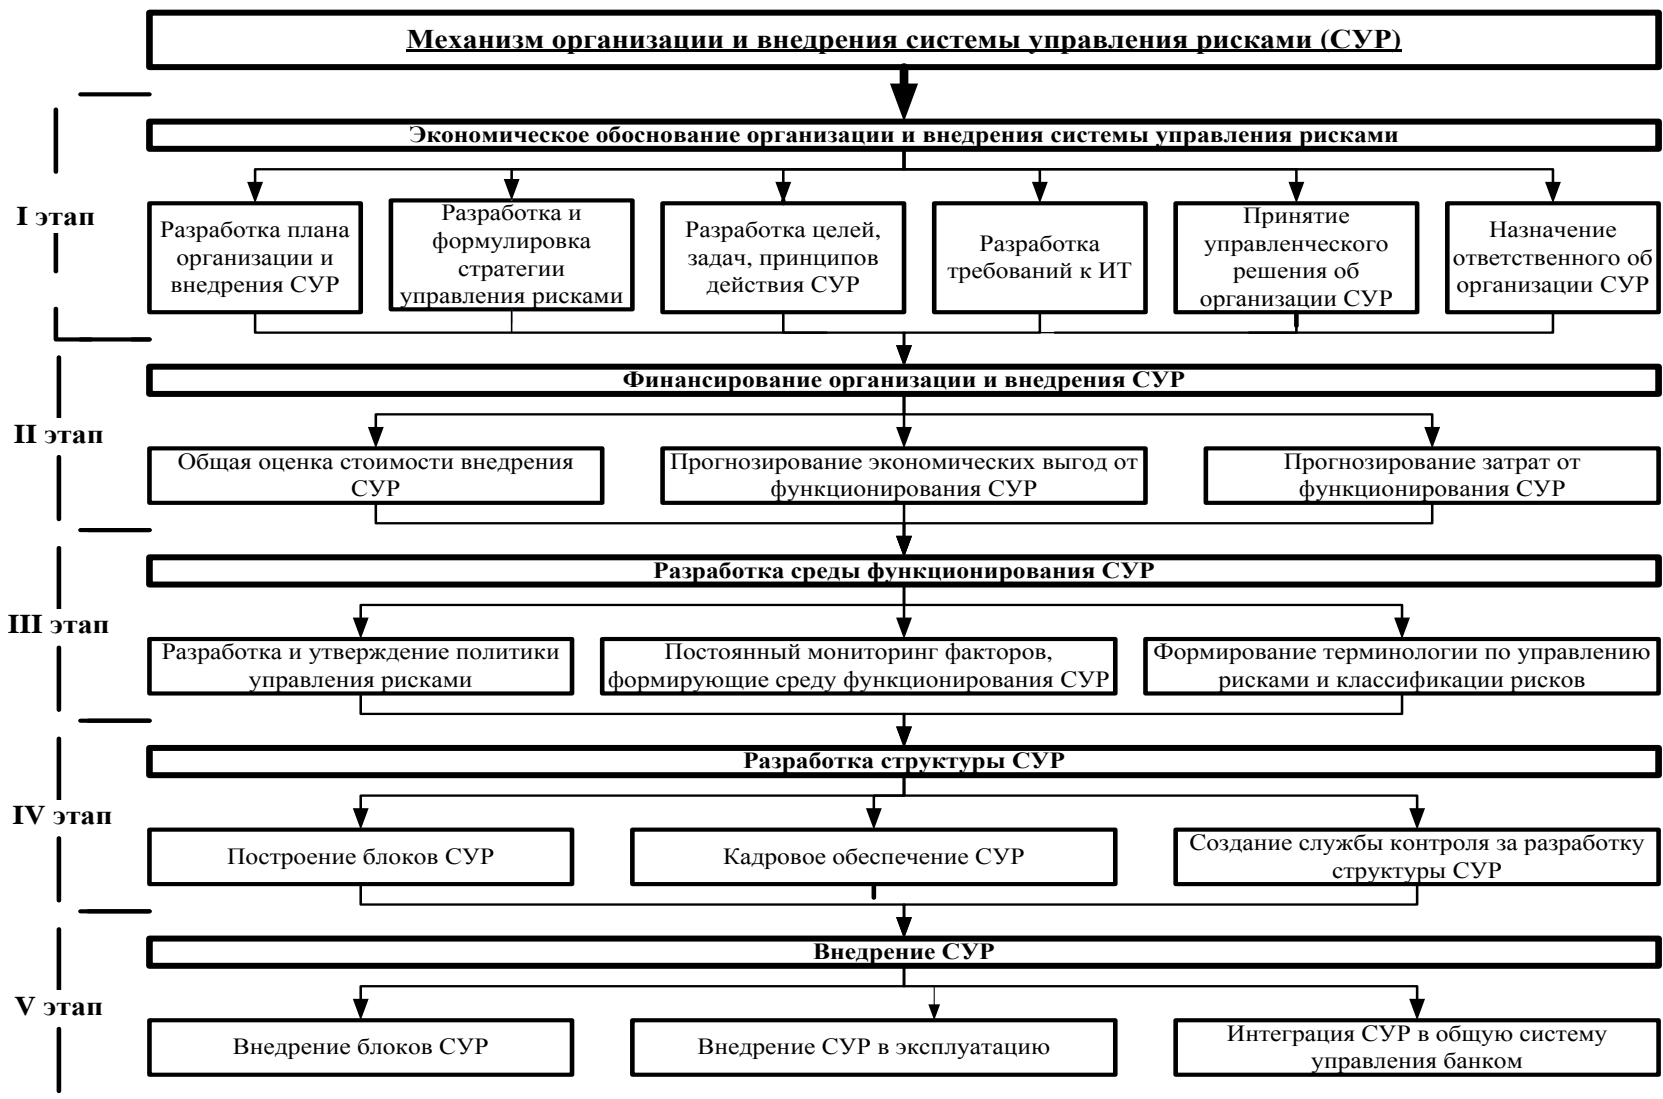 Механизм организации и внедрения системы управления рисками (СУР)
Экономическое обоснование организации и внедрения системы управления рисками
I этап
Разработка плана
организации и
внедрения СУР
Разработка и
формулировка
стратегии
управления рисками
Разработка целей,
задач, принципов
действия СУР
Разработка
требований к ИТ
Принятие
управленческого
решения об
организации СУР
Назначение
ответственного об
организации СУР
Финансирование организации и внедрения СУР
II этап
Общая оценка стоимости внедрения
СУР
Прогнозирование экономических выгод от
функционирования СУР
Прогнозирование затрат от
функционирования СУР
Разработка среды функционирования СУР
III этап
Разработка и утверждение политики
управления рисками
Постоянный мониторинг факторов,
формирующие среду функционирования СУР
Формирование терминологии по управлению
рисками и классификации рисков
Разработка структуры СУР
IV этап
Построение блоков СУР
Кадровое обеспечение СУР
Создание службы контроля за разработку
структуры СУР
Внедрение СУР
V этап
Внедрение блоков СУР
Внедрение СУР в эксплуатацию
Интеграция СУР в общую систему
управления банком